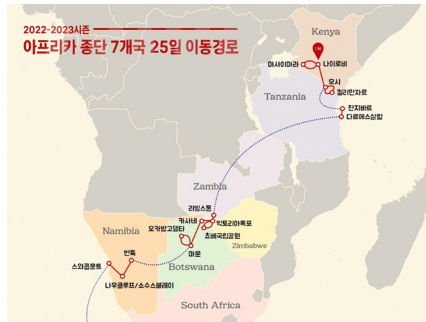 2022-2023시즌
아프리카 종단 7개국 25일 이동경로
Kenya
마사이마라
나이로비
IN
모시
킬리만자로
Tanzania
잔지바르
다르에스살람
Zambia
리빙스톤
카사네
빅토리아폭포
오카방고델타
쵸베국립공원
Zimbabwe
마운
Namibia
빈툭
스와콥문트
Botswana
나우클루프/소수스블레이
South Africa